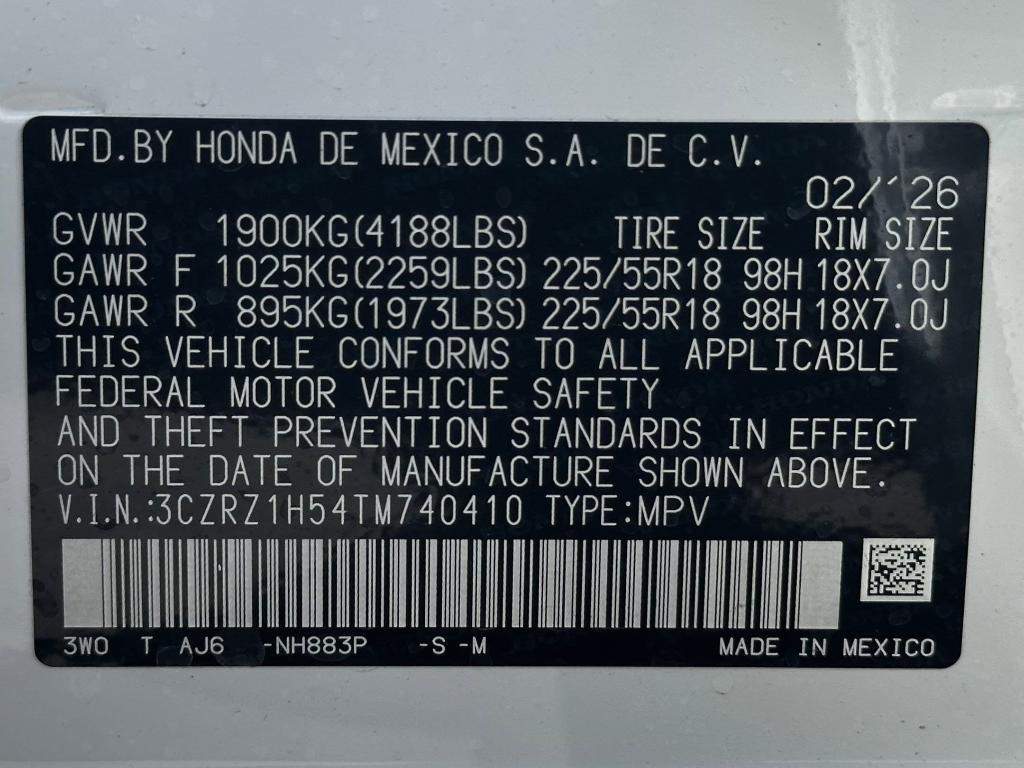 MFD.BY HONDA DE MEXICO S.A. DE C.V.
02/'26
GVWR 1900KG(4188LBS) TIRE SIZE RIM SIZE
GAWR F 1025KG(2259LBS) 225/55R18 98H 18X7.0J
GAWR R 895KG(1973LBS) 225/55R18 98H 18X7.0J
THIS VEHICLE CONFORMS TO ALL APPLICABLE
FEDERAL MOTOR VEHICLE SAFETY
AND THEFT PREVENTION STANDARDS IN EFFECT
ON THE DATE OF MANUFACTURE SHOWN ABOVE.
V.I.N.:3CZRZ1H54TM740410 TYPE:MPV
3W0 T AJ6 -NH883P -S -M MADE IN MEXICO